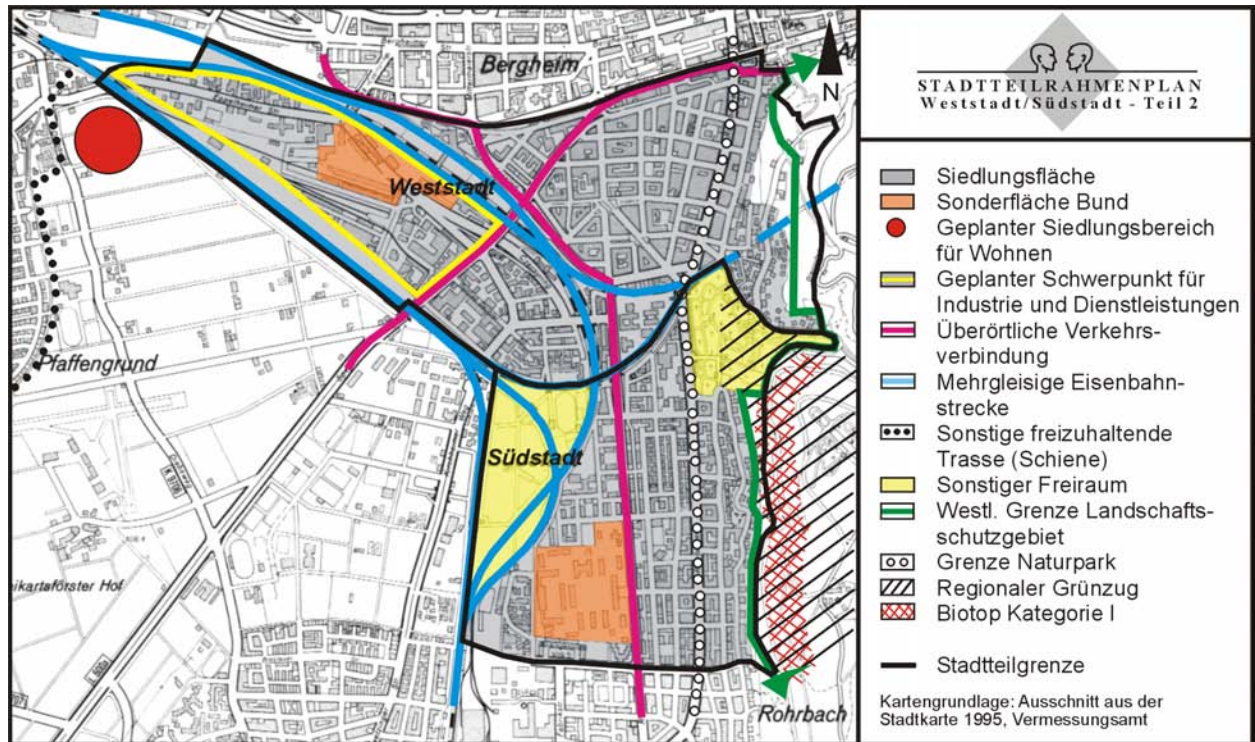 Bergheim
Weststadt
Pfaffengrund
Südstadt
Rohrbach
N
STADTTEILRAHMENPLAN
Weststadt/Südstadt - Teil 2
Siedlungsfläche
Sonderfläche Bund
Geplanter Siedlungsbereich
für Wohnen
Geplanter Schwerpunkt für
Industrie und Dienstleistungen
Überörtliche Verkehrs-
verbindung
Mehrgleisige Eisenbahn-
strecke
Sonstige freizuhaltende
Trasse (Schiene)
Sonstiger Freiraum
Westl. Grenze Landschafts-
schutzgebiet
Grenze Naturpark
Regionaler Grünzug
Biotop Kategorie I
Stadtteilgrenze
Kartengrundlage: Ausschnitt aus der
Stadtkarte 1995, Vermessungsamt